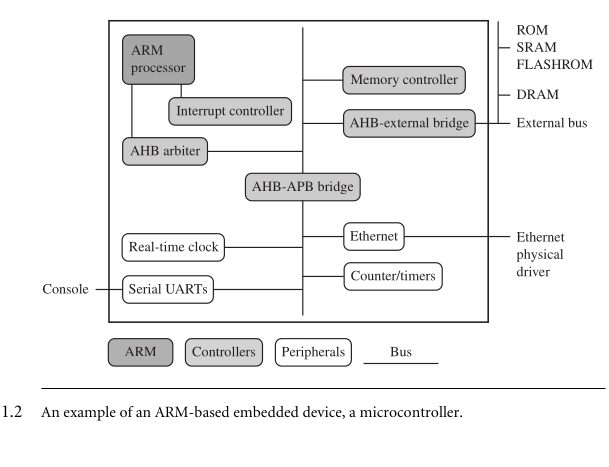 ROM
ARM
processor
SRAM
FLASHROM
Memory controller
DRAM
Interrupt controller
AHB-external bridge
External bus
AHB arbiter
AHB-APB bridge
Ethernet
Ethernet
physical
driver
Real-time clock
Counter/timers
Console
Serial UARTs
ARM
Controllers
Peripherals
Bus
1.2 An example of an ARM-based embedded device, a microcontroller.